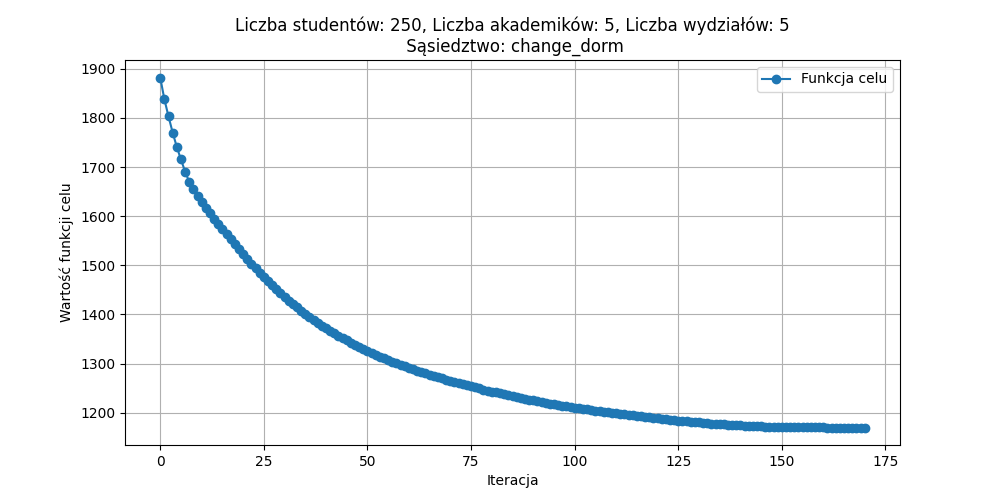 Liczba studentów: 250, Liczba akademików: 5, Liczba wydziałów: 5
Sąsiedztwo: change_dorm
Funkcja celu
Wartość funkcji celu
1900
1800
1700
1600
1500
1400
1300
1200
0 25 50 75 100 125 150 175
Iteracja